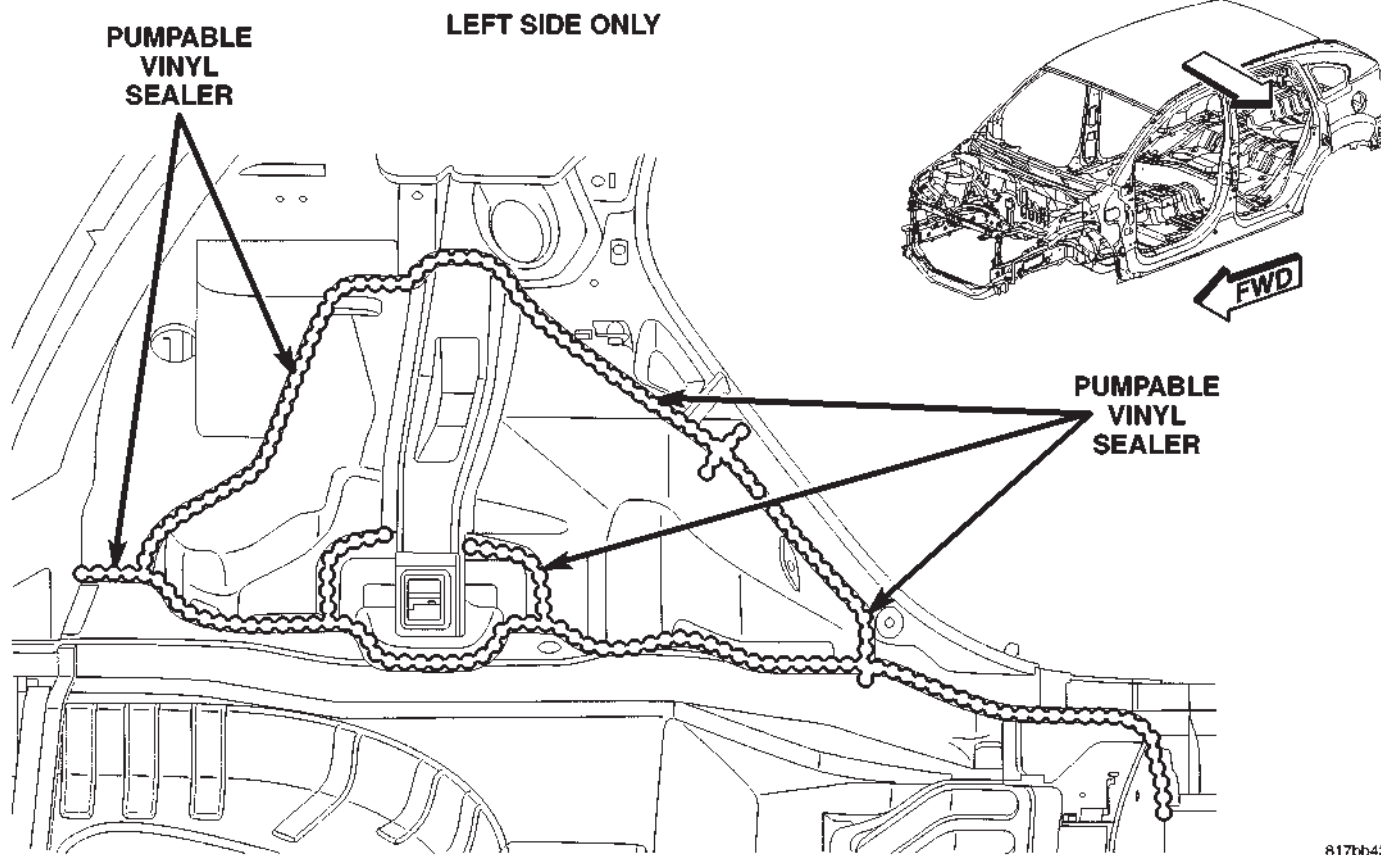 LEFT SIDE ONLY
PUMPABLE
VINYL
SEALER
FWD
PUMPABLE
VINYL
SEALER